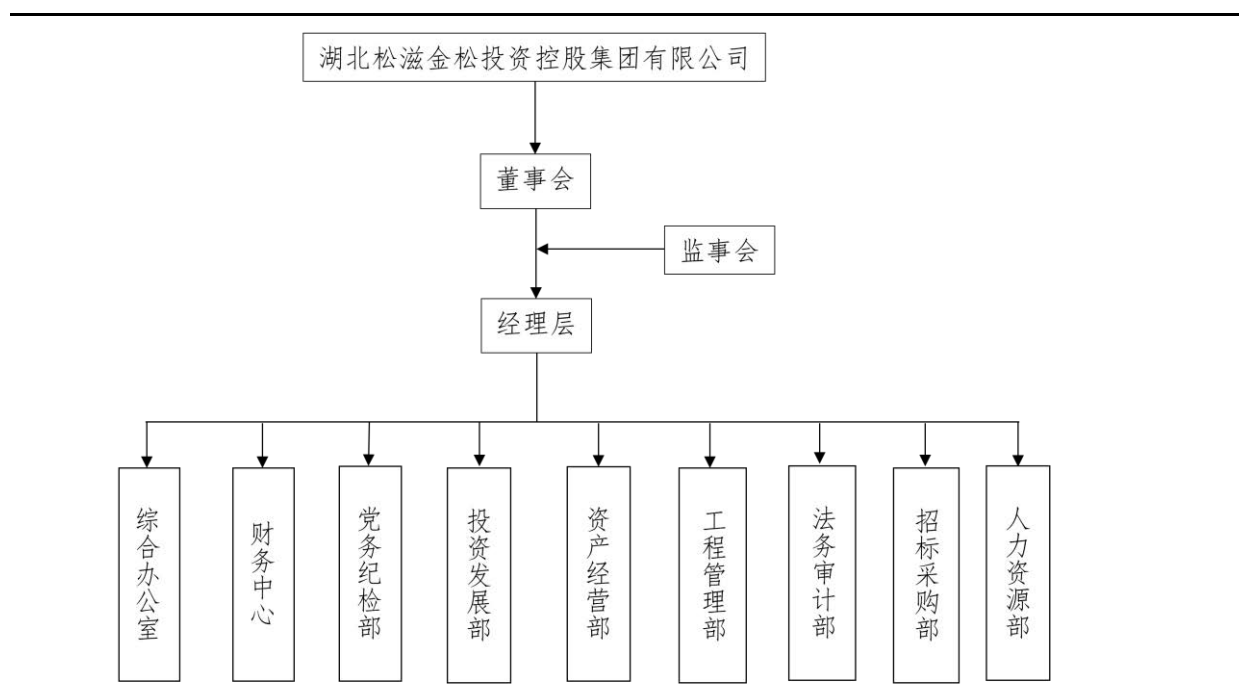 湖北松滋金松投资控股集团有限公司
董事会
监事会
经理层
综合办公室
财务中心
党务纪检部
投资发展部
资产经营部
工程管理部
法务审计部
招标采购部
人力资源部